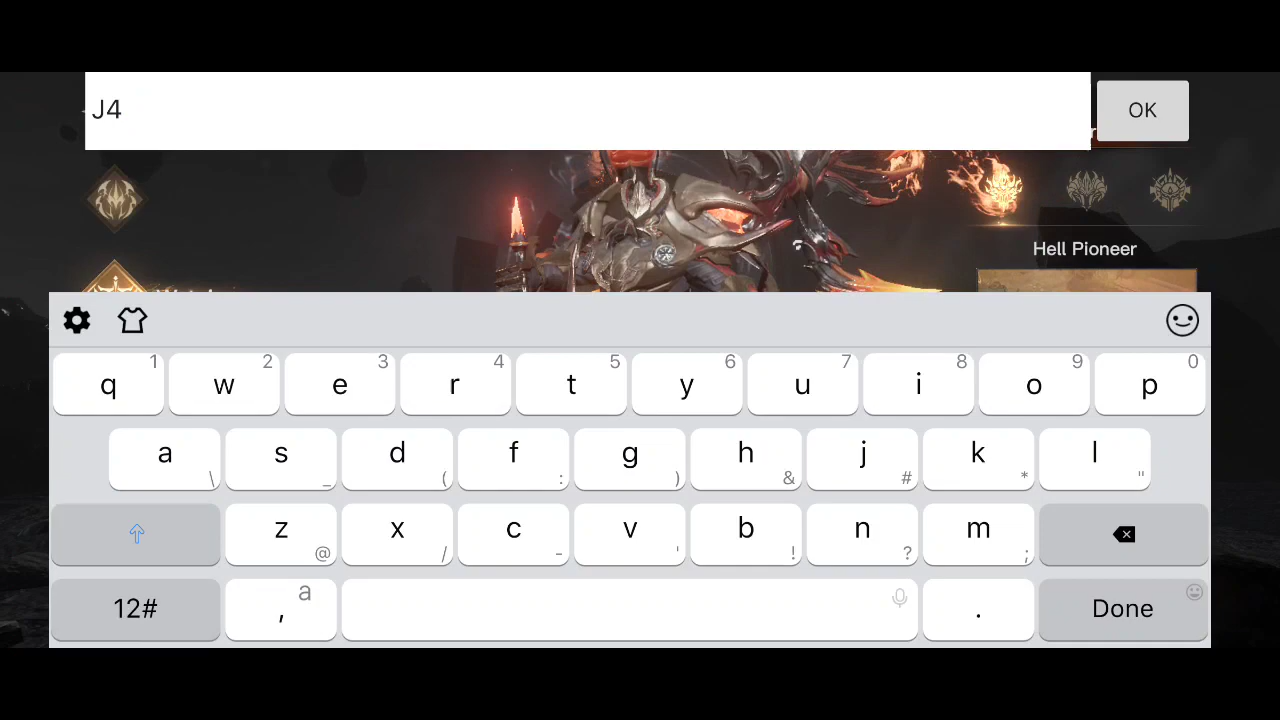 J4
OK
Hell Pioneer
q 1 w 2 e 3 r 4 t 5 y 6 u 7 i 8 o 9 p 0
a \ s _ d ( f : g ) h & j # k * l "
z @ x / c - v ' b ! n ? m ;
12# , a . Done